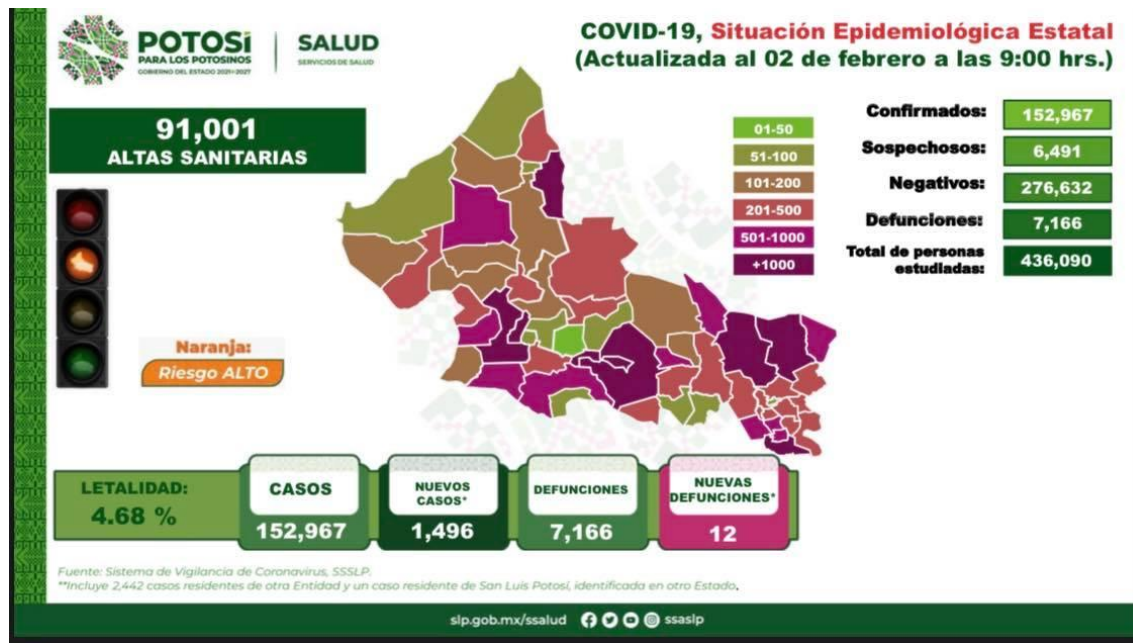 POTOSÍ
PARA LOS POTOSINOS
GOBIERNO DEL ESTADO 2021-2027
SALUD
SERVICIOS DE SALUD
COVID-19, Situación Epidemiológica Estatal
(Actualizada al 02 de febrero a las 9:00 hrs.)
91,001
ALTAS SANITARIAS
Naranja:
Riesgo ALTO
01-50
51-100
101-200
201-500
501-1000
+1000
Confirmados: 152,967
Sospechosos: 6,491
Negativos: 276,632
Defunciones: 7,166
Total de personas
estudiadas: 436,090
LETALIDAD:
4.68 %
CASOS
152,967
NUEVOS
CASOS*
1,496
DEFUNCIONES
7,166
NUEVAS
DEFUNCIONES*
12
Fuente: Sistema de Vigilancia de Coronavirus, SSSLP.
**Incluye 2,442 casos residentes de otra Entidad y un caso residente de San Luis Potosí, identificada en otro Estado.
slp.gob.mx/ssalud ssaslp